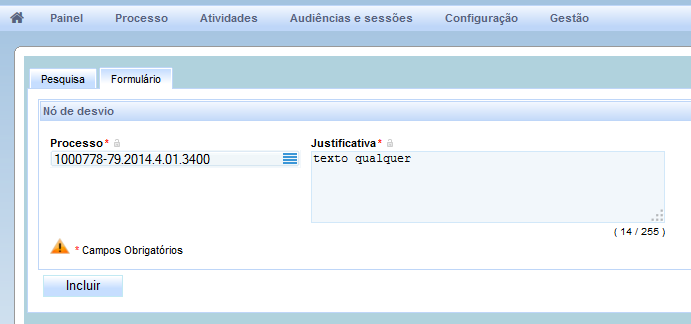 Painel Processo Atividades Audiências e sessões Configuração Gestão
Pesquisa Formulário
Nó de desvio
Processo* Justificativa*
1000778-79.2014.4.01.3400 texto qualquer
( 14 / 255 )
* Campos Obrigatórios
Incluir